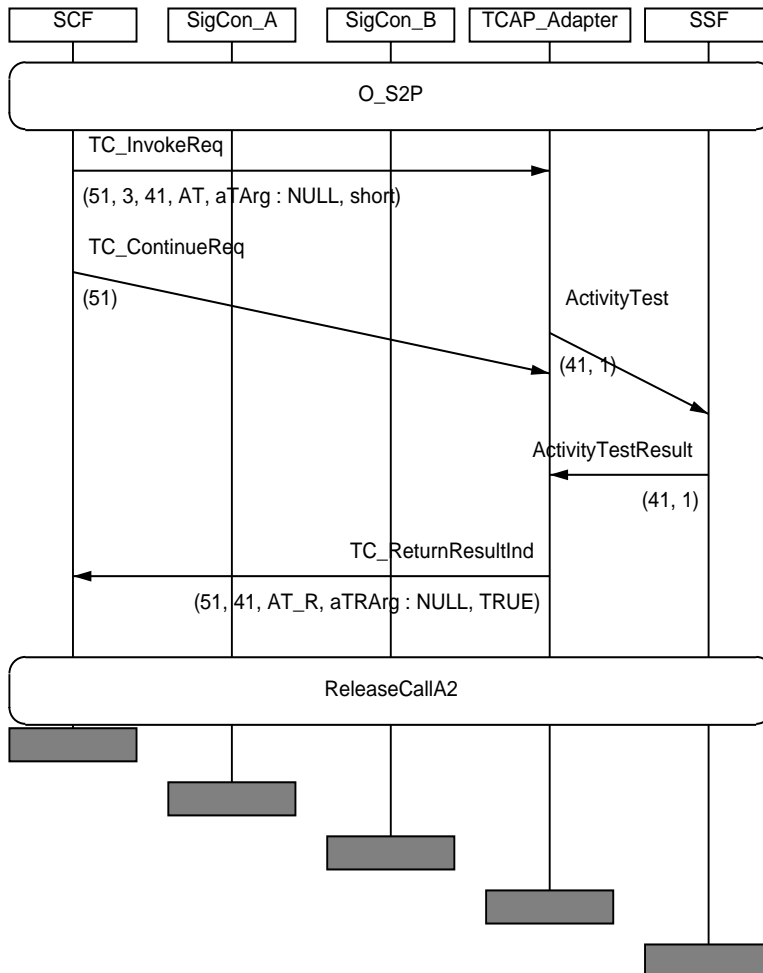 SCF SigCon_A SigCon_B TCAP_Adapter SSF
O_S2P
TC_InvokeReq
(51, 3, 41, AT, aTArg : NULL, short)
TC_ContinueReq
(51)
ActivityTest
(41, 1)
ActivityTestResult
(41, 1)
TC_ReturnResultInd
(51, 41, AT_R, aTRArg : NULL, TRUE)
ReleaseCallA2